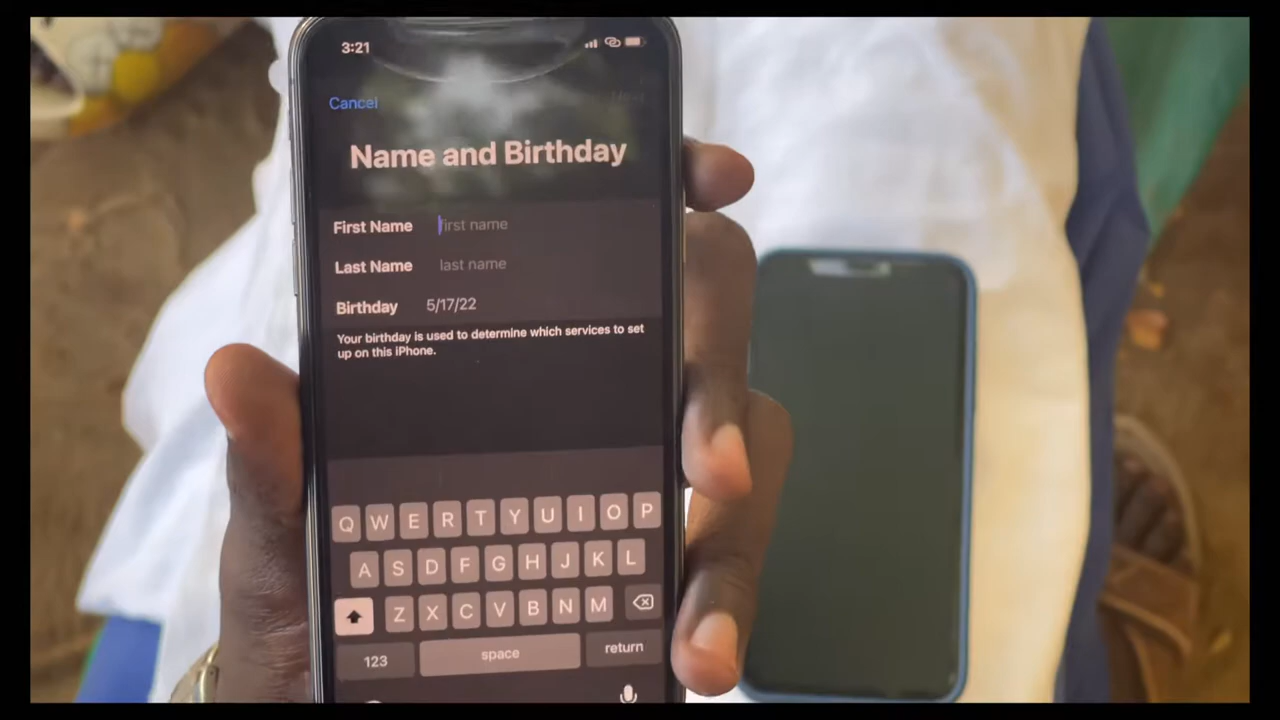 3:21
Cancel
Name and Birthday
First Name first name
Last Name last name
Birthday 5/17/22
Your birthday is used to determine which services to set
up on this iPhone.
Q W E R T Y U I O P
A S D F G H J K L
Z X C V B N M
123 space return